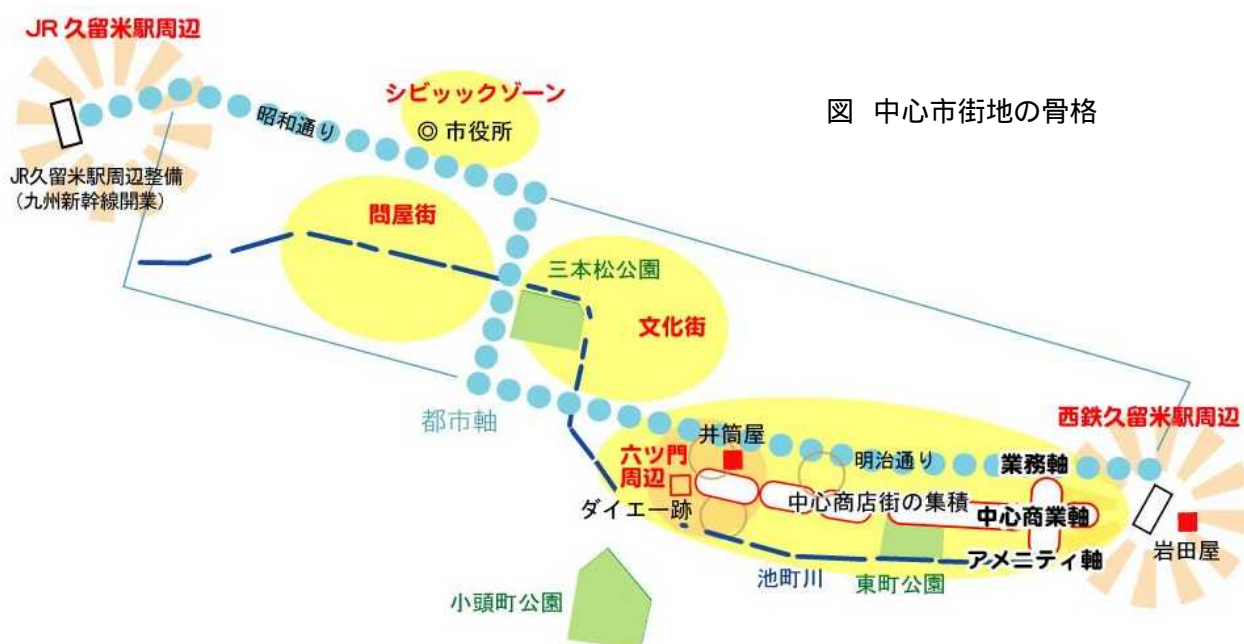 JR久留米駅周辺
シビックゾーン
図 中心市街地の骨格
昭和通り
◎ 市役所
JR久留米駅周辺整備
（九州新幹線開業）
問屋街
三本松公園
文化街
都市軸
西鉄久留米駅周辺
井筒屋
六ツ門
周辺
明治通り
業務軸
ダイエー跡
中心商店街の集積
中心商業軸
アメニティ軸
岩田屋
池町川
東町公園
小頭町公園